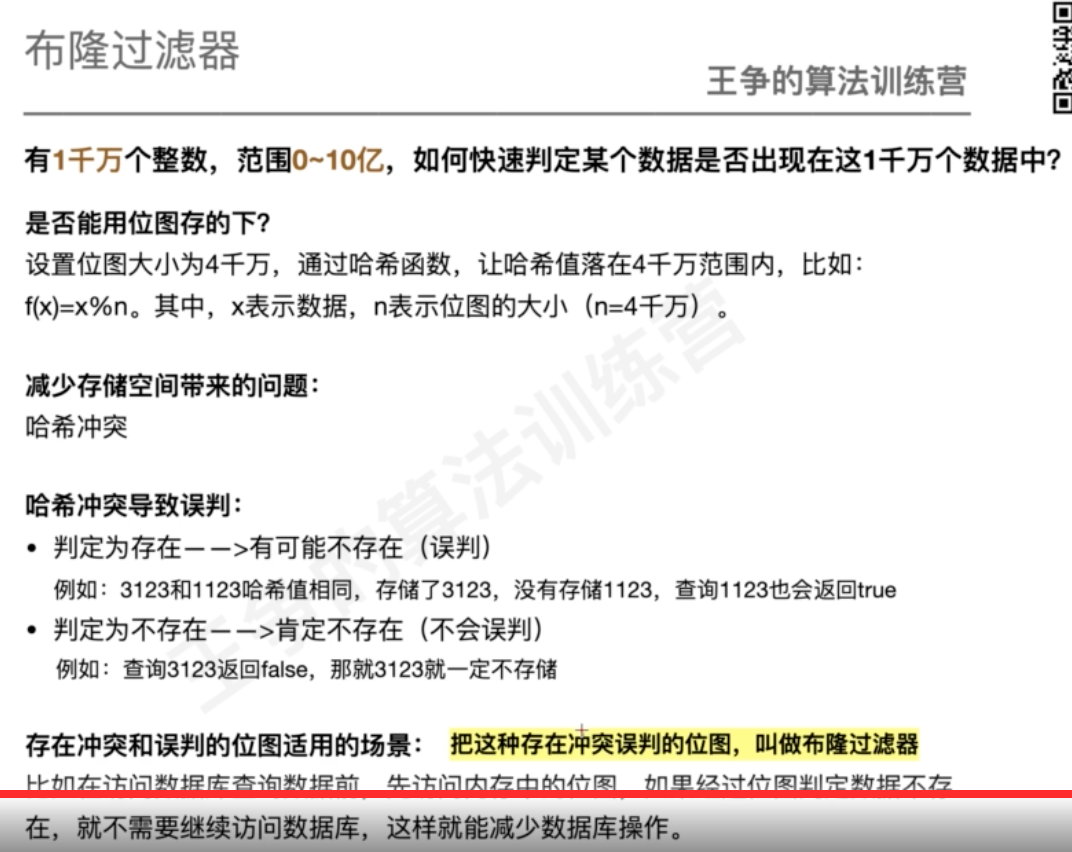 布隆过滤器
王争的算法训练营
有1千万个整数，范围0~10亿，如何快速判定某个数据是否出现在这1千万个数据中？
是否能用位图存的下？
设置位图大小为4千万，通过哈希函数，让哈希值落在4千万范围内，比如：
f(x)=x%n。其中，x表示数据，n表示位图的大小（n=4千万）。
减少存储空间带来的问题：
哈希冲突
哈希冲突导致误判：
• 判定为存在——>有可能不存在（误判）
例如：3123和1123哈希值相同，存储了3123，没有存储1123，查询1123也会返回true
• 判定为不存在——>肯定不存在（不会误判）
例如：查询3123返回false，那就3123就一定不存储
存在冲突和误判的位图适用的场景： 把这种存在冲突误判的位图，叫做布隆过滤器
比如在访问数据库查询数据前，先访问内存中的位图，如果经过位图判定数据不存
在，就不需要继续访问数据库，这样就能减少数据库操作。
王争的算法训练营